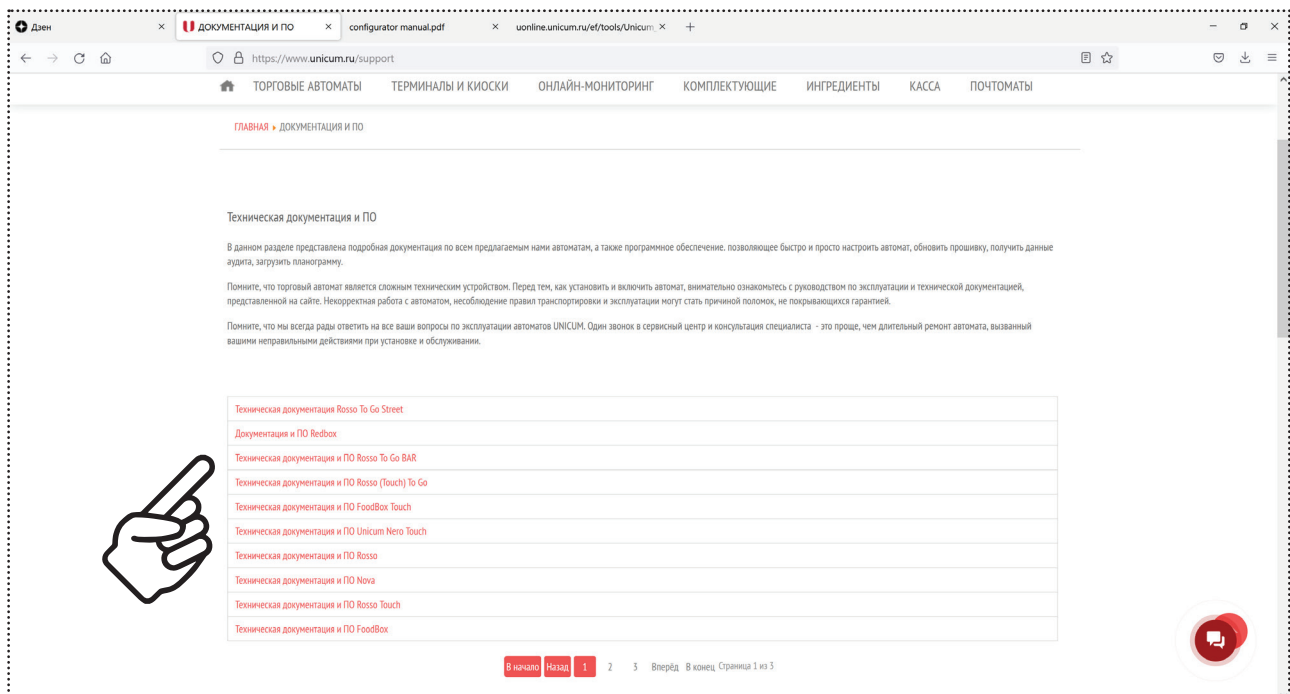 Дзен
ДОКУМЕНТАЦИЯ И ПО
configurator manual.pdf
uonline.unicum.ru/ef/tools/Unicum_
https://www.unicum.ru/support
ТОРГОВЫЕ АВТОМАТЫ ТЕРМИНАЛЫ И КИОСКИ ОНЛАЙН-МОНИТОРИНГ КОМПЛЕКТУЮЩИЕ ИНГРЕДИЕНТЫ КАССА ПОЧТОМАТЫ
ГЛАВНАЯ ДОКУМЕНТАЦИЯ И ПО
Техническая документация и ПО
В данном разделе представлена подробная документация по всем предлагаемым нами автоматам, а также программное обеспечение. позволяющее быстро и просто настроить автомат, обновить прошивку, получить данные
аудита, загрузить планограмму.
Помните, что торговый автомат является сложным техническим устройством. Перед тем, как установить и включить автомат, внимательно ознакомьтесь с руководством по эксплуатации и технической документацией,
представленной на сайте. Некорректная работа с автоматом, несоблюдение правил транспортировки и эксплуатации могут стать причиной поломок, не покрывающихся гарантией.
Помните, что мы всегда рады ответить на все ваши вопросы по эксплуатации автоматов UNICUM. Один звонок в сервисный центр и консультация специалиста - это проще, чем длительный ремонт автомата, вызванный
вашими неправильными действиями при установке и обслуживании.
Техническая документация Rosso To Go Street
Документация и ПО Redbox
Техническая документация и ПО Rosso To Go BAR
Техническая документация и ПО Rosso (Touch) To Go
Техническая документация и ПО FoodBox Touch
Техническая документация и ПО Unicum Nero Touch
Техническая документация и ПО Rosso
Техническая документация и ПО Nova
Техническая документация и ПО Rosso Touch
Техническая документация и ПО FoodBox
В начало Назад 1 2 3 Вперёд В конец Страница 1 из 3